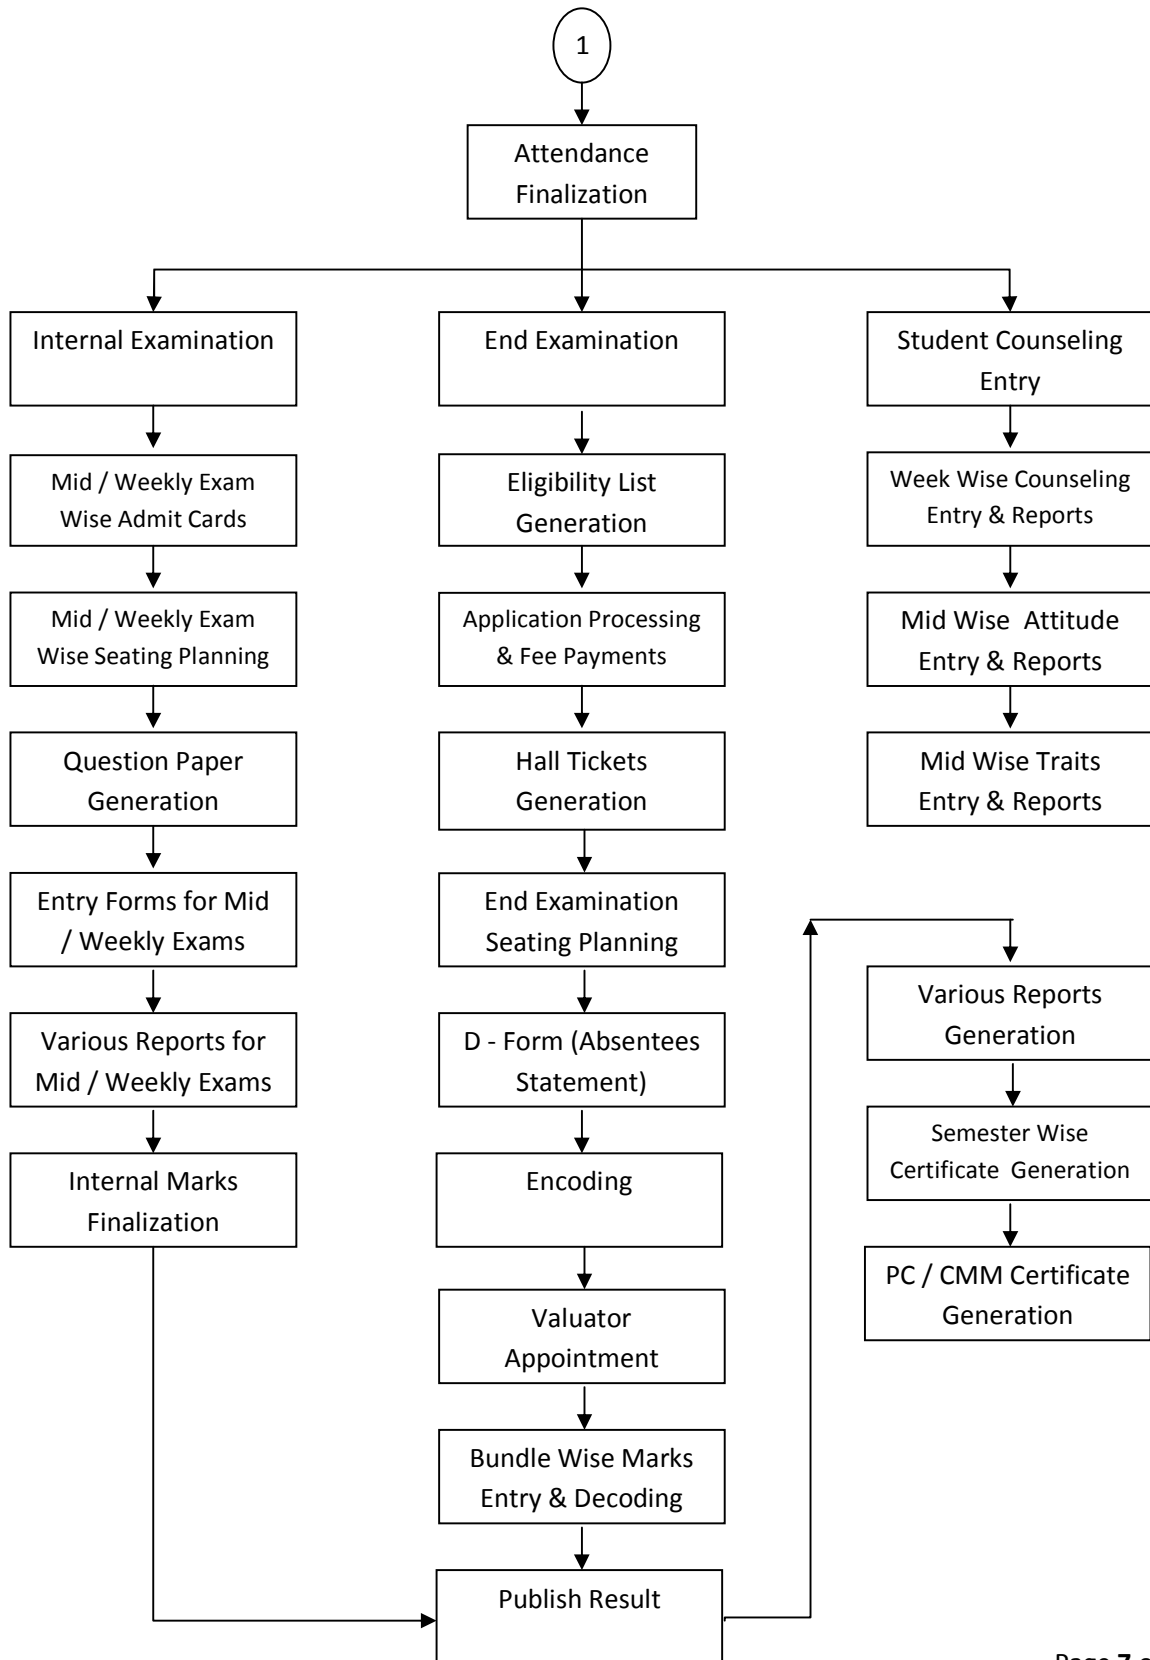 1
Attendance
Finalization
Internal Examination
End Examination
Student Counseling
Entry
Mid / Weekly Exam
Wise Admit Cards
Eligibility List
Generation
Week Wise Counseling
Entry & Reports
Mid / Weekly Exam
Wise Seating Planning
Application Processing
& Fee Payments
Mid Wise  Attitude
Entry & Reports
Question Paper
Generation
Hall Tickets
Generation
Mid Wise Traits
Entry & Reports
Entry Forms for Mid
/ Weekly Exams
End Examination
Seating Planning
Various Reports
Generation
Various Reports for
Mid / Weekly Exams
D - Form (Absentees
Statement)
Semester Wise
Certificate  Generation
Internal Marks
Finalization
Encoding
PC / CMM Certificate
Generation
Valuator
Appointment
Bundle Wise Marks
Entry & Decoding
Publish Result
Page 7